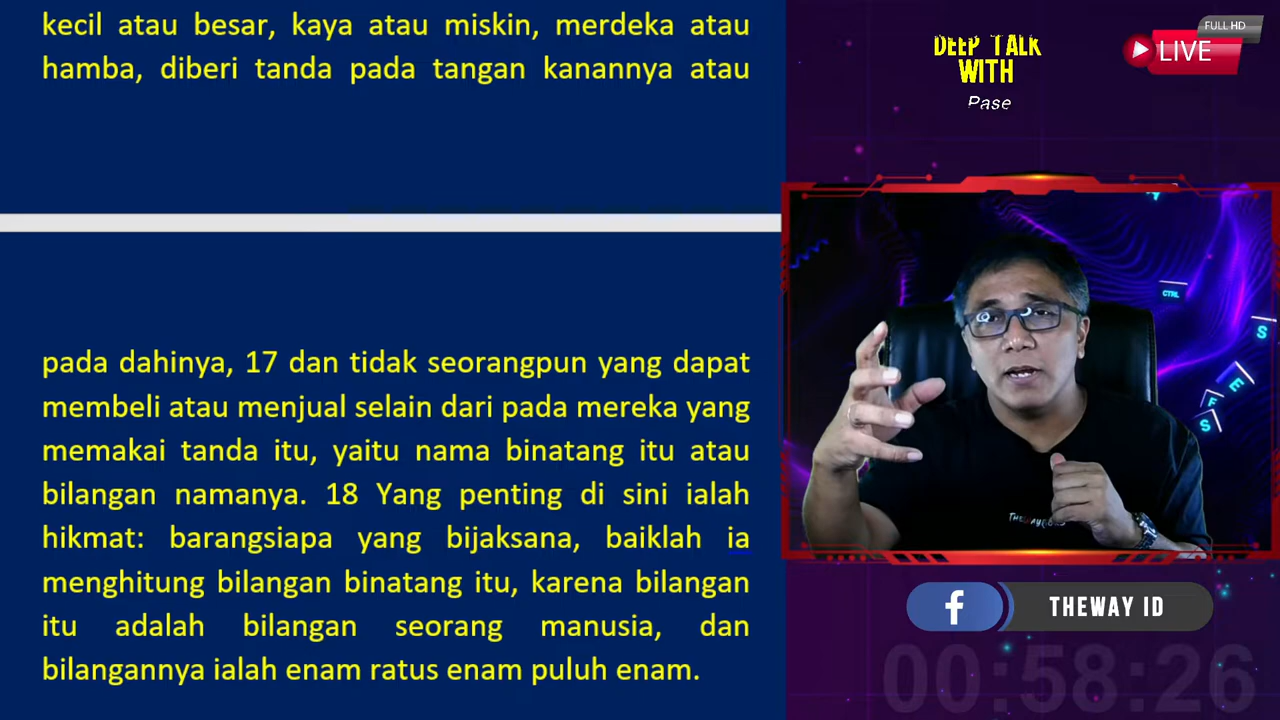 kecil atau besar, kaya atau miskin, merdeka atau
hamba, diberi tanda pada tangan kanannya atau
pada dahinya, 17 dan tidak seorangpun yang dapat
membeli atau menjual selain dari pada mereka yang
memakai tanda itu, yaitu nama binatang itu atau
bilangan namanya. 18 Yang penting di sini ialah
hikmat: barangsiapa yang bijaksana, baiklah ia
menghitung bilangan binatang itu, karena bilangan
itu adalah bilangan seorang manusia, dan
bilangannya ialah enam ratus enam puluh enam.
DEEP TALK
WITH
Pase
FULL HD
LIVE
CTRL
S
E
F
S
f
THEWAY ID
00:58:26